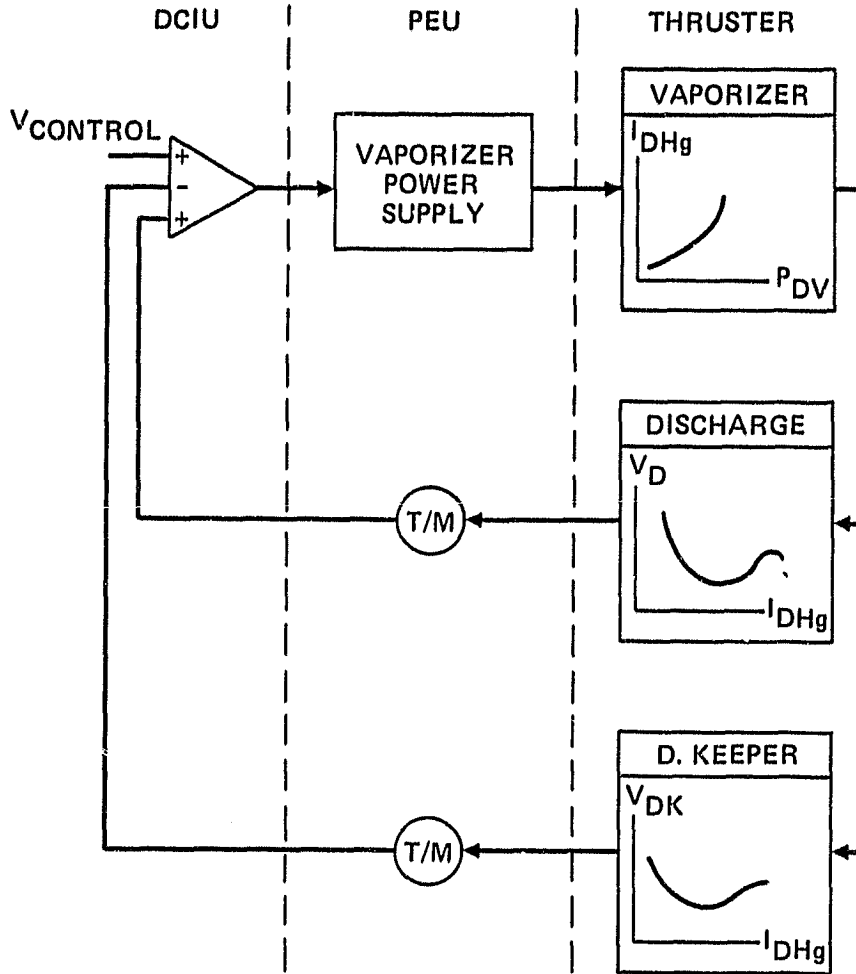 DCIU
PEU
THRUSTER
VCONTROL
+
-
+
VAPORIZER
POWER
SUPPLY
VAPORIZER
IDHg
PDV
DISCHARGE
VD
IDHg
T/M
D. KEEPER
VDK
IDHg
T/M